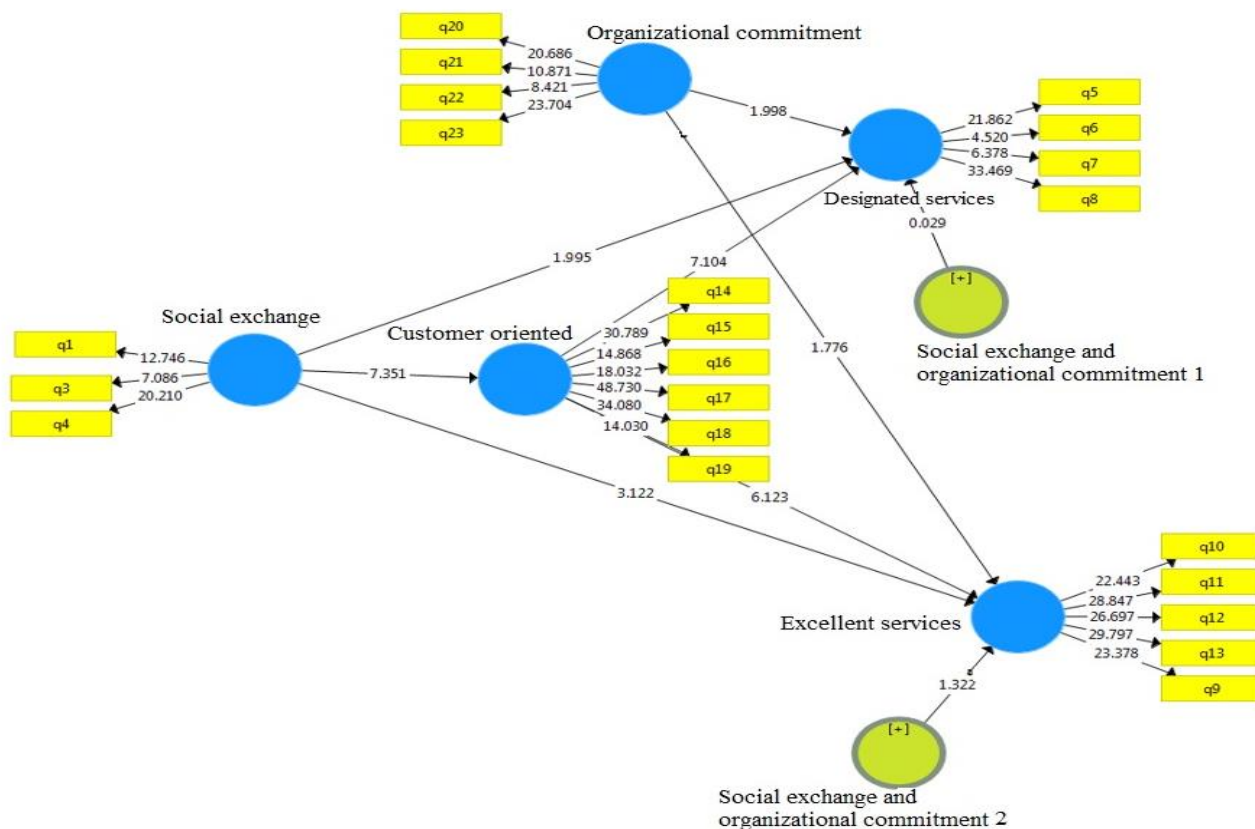 q20
q21
q22
q23
20.686
10.871
8.421
23.704
Organizational commitment
1.998
q5
q6
q7
q8
21.862
4.520
6.378
33.469
Designated services
0.029
[+]
Social exchange and
organizational commitment 1
1.995
7.104
Social exchange
q1
q3
q4
12.746
7.086
20.210
7.351
Customer oriented
q14
q15
q16
q17
q18
q19
30.789
14.868
18.032
48.730
34.080
14.030
1.776
3.122
6.123
Excellent services
q10
q11
q12
q13
q9
22.443
28.847
26.697
29.797
23.378
1.322
[+]
Social exchange and
organizational commitment 2